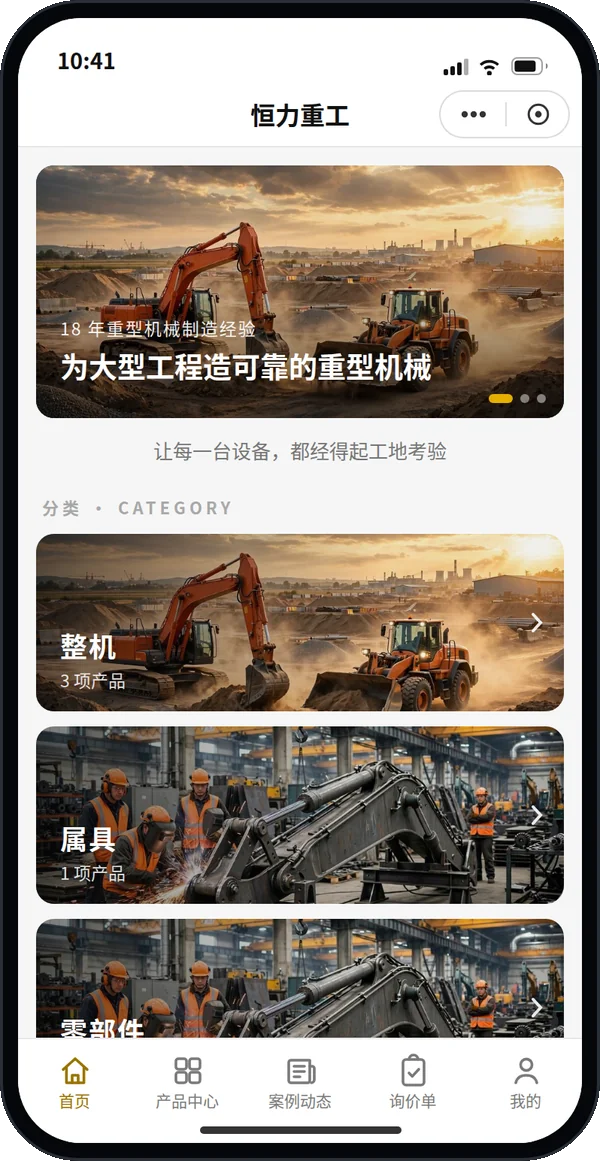 10:41
恒力重工
18 年重型机械制造经验
为大型工程造可靠的重型机械
让每一台设备，都经得起工地考验
分类 • CATEGORY
整机
3 项产品
属具
1 项产品
零部件
首页
产品中心
案例动态
询价单
我的